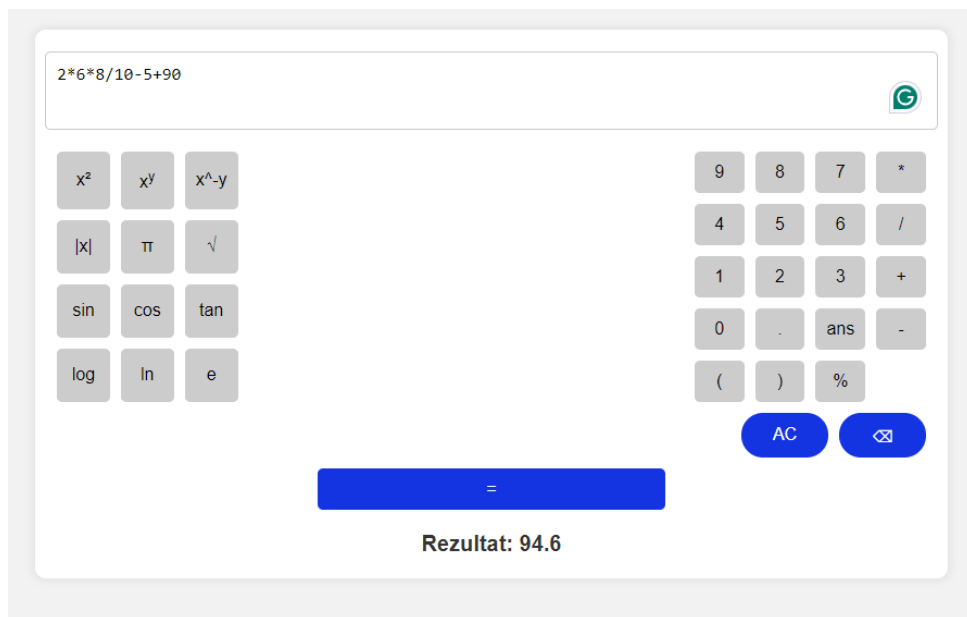 2*6*8/10-5+90
x² xʸ x^-y 9 8 7 *
|x| π √ 4 5 6 /
sin cos tan 1 2 3 +
log ln e 0 . ans -
( ) %
AC ⌫
=
Rezultat: 94.6